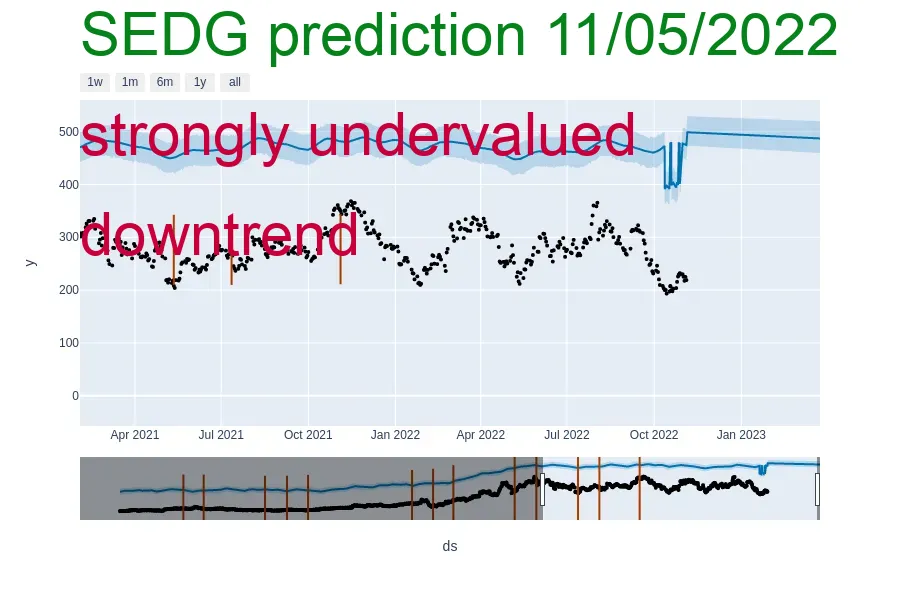 SEDG prediction 11/05/2022
1w 1m 6m 1y all
strongly undervalued
downtrend
500
400
300
200
100
0
y
Apr 2021 Jul 2021 Oct 2021 Jan 2022 Apr 2022 Jul 2022 Oct 2022 Jan 2023
ds